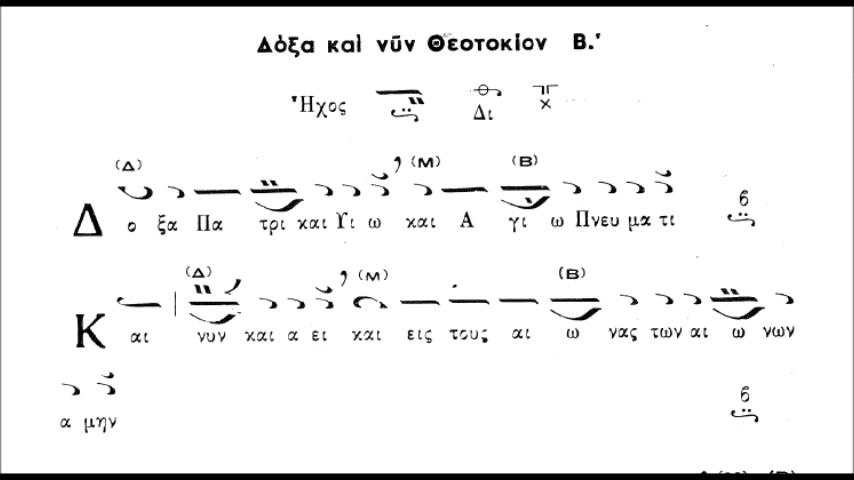 Δόξα καὶ νῦν Θεοτοκίον Β.'
Ἦχος Δι χ
(Δ) (Μ) (Β)
Δ ο ξα Πα τρι και Υι ω και Α γι ω Πνευ μα τι
(Δ) (Μ) (Β)
Κ αι νυν και α ει και εις τους αι ω νας των αι ω νων
α μην